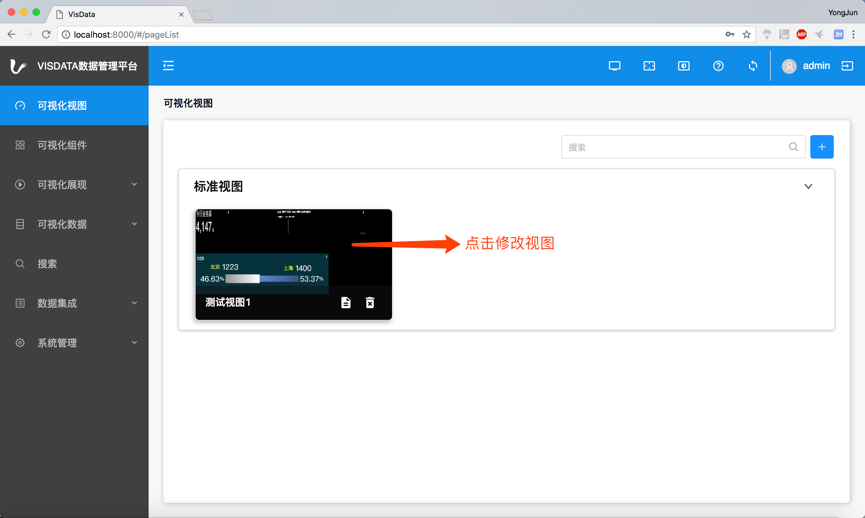 VisData
YongJun
localhost:8000/#/pageList
VISDATA数据管理平台
admin
可视化视图
可视化组件
可视化展现
可视化数据
搜索
数据集成
系统管理
可视化视图
搜索
标准视图
4,147
123
北京 1223
上海 1400
46.63%
53.37%
测试视图1
点击修改视图